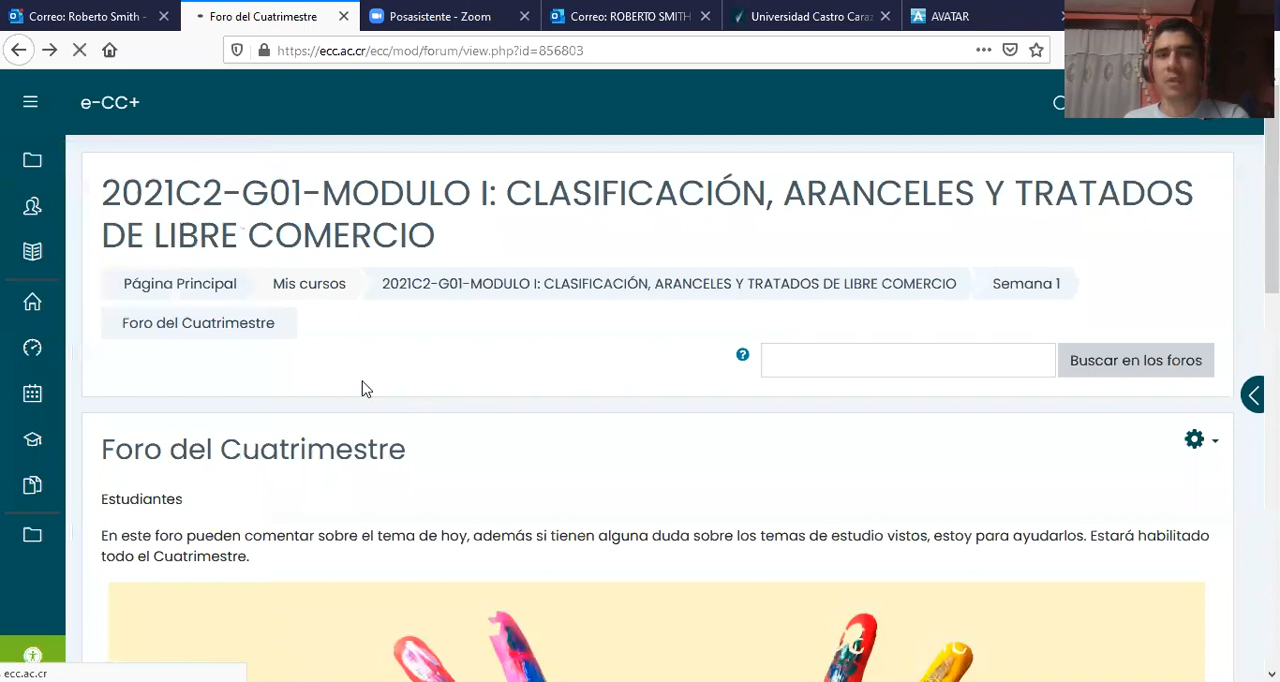 Correo: Roberto Smith -
Foro del Cuatrimestre
Posasistente - Zoom
Correo: ROBERTO SMITH
Universidad Castro Caraz
AVATAR
https://ecc.ac.cr/ecc/mod/forum/view.php?id=856803
e-CC+
2021C2-G01-MODULO I: CLASIFICACIÓN, ARANCELES Y TRATADOS
DE LIBRE COMERCIO
Página Principal
Mis cursos
2021C2-G01-MODULO I: CLASIFICACIÓN, ARANCELES Y TRATADOS DE LIBRE COMERCIO
Semana 1
Foro del Cuatrimestre
Buscar en los foros
Foro del Cuatrimestre
Estudiantes
En este foro pueden comentar sobre el tema de hoy, además si tienen alguna duda sobre los temas de estudio vistos, estoy para ayudarlos. Estará habilitado
todo el Cuatrimestre.
ecc.ac.cr